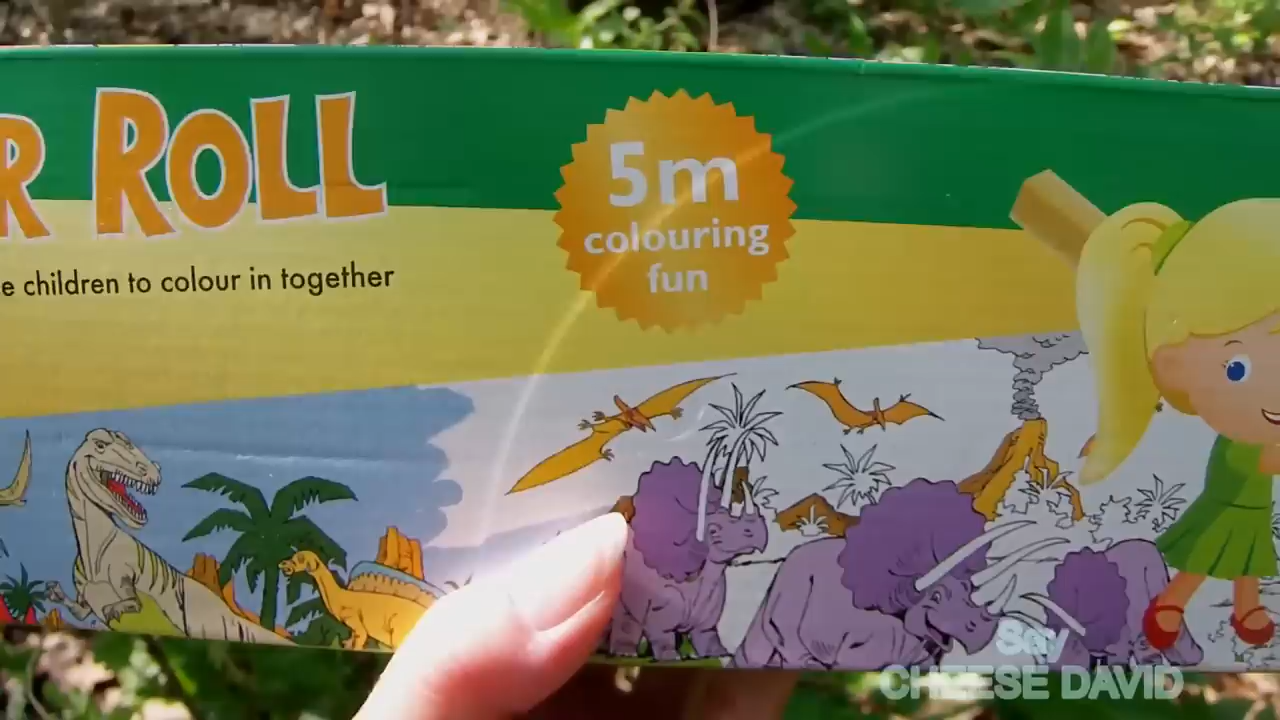 R ROLL
5m
colouring
fun
e children to colour in together
Say
CHEESE DAVID